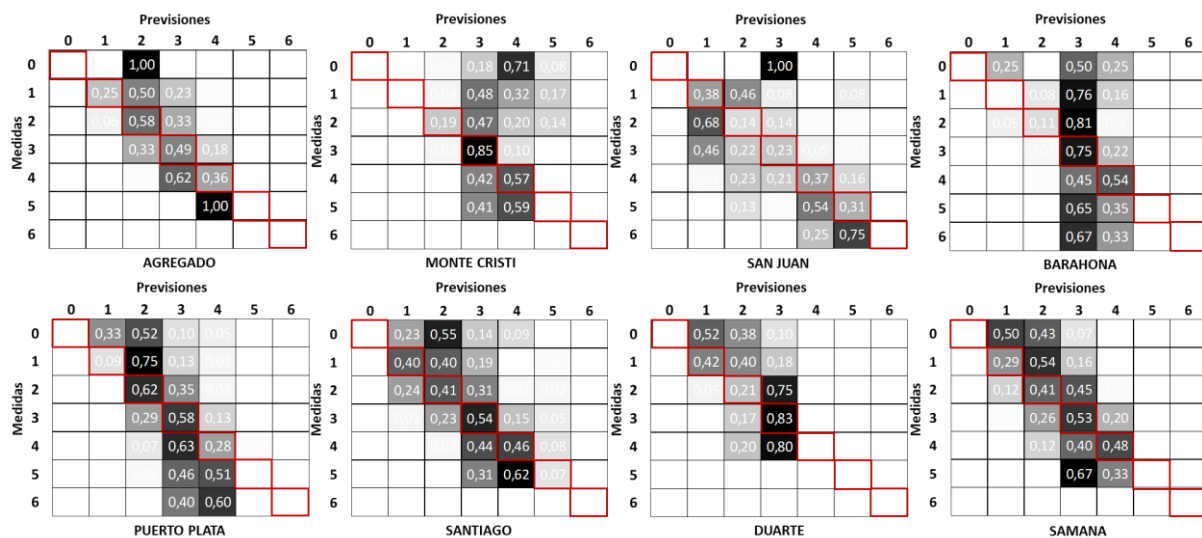 Previsiones
0 1 2 3 4 5 6
Medidas
0 1,00
1 0,25 0,50 0,23
2 0,06 0,58 0,33
3 0,33 0,49 0,18
4 0,62 0,36
5 1,00
6
AGREGADO
Previsiones
0 1 2 3 4 5 6
Medidas
0 0,18 0,71 0,08
1 0,04 0,48 0,32 0,17
2 0,19 0,47 0,20 0,14
3 0,85 0,10
4 0,42 0,57
5 0,41 0,59
6
MONTE CRISTI
Previsiones
0 1 2 3 4 5 6
Medidas
0 1,00
1 0,38 0,46 0,08 0,08
2 0,68 0,14 0,14
3 0,46 0,22 0,23 0,05
4 0,23 0,21 0,37 0,16
5 0,13 0,54 0,31
6 0,25 0,75
SAN JUAN
Previsiones
0 1 2 3 4 5 6
Medidas
0 0,25 0,50 0,25
1 0,08 0,76 0,16
2 0,05 0,11 0,81
3 0,75 0,22
4 0,45 0,54
5 0,65 0,35
6 0,67 0,33
BARAHONA
Previsiones
0 1 2 3 4 5 6
Medidas
0 0,33 0,52 0,10 0,05
1 0,09 0,75 0,13 0,03
2 0,62 0,35
3 0,29 0,58 0,13
4 0,07 0,63 0,28
5 0,46 0,51
6 0,40 0,60
PUERTO PLATA
Previsiones
0 1 2 3 4 5 6
Medidas
0 0,23 0,55 0,14 0,09
1 0,40 0,40 0,19
2 0,24 0,41 0,31
3 0,23 0,54 0,15 0,05
4 0,44 0,46 0,08
5 0,31 0,62 0,07
6
SANTIAGO
Previsiones
0 1 2 3 4 5 6
Medidas
0 0,52 0,38 0,10
1 0,42 0,40 0,18
2 0,05 0,21 0,75
3 0,17 0,83
4 0,20 0,80
5
6
DUARTE
Previsiones
0 1 2 3 4 5 6
Medidas
0 0,50 0,43 0,07
1 0,29 0,54 0,16
2 0,12 0,41 0,45
3 0,26 0,53 0,20
4 0,12 0,40 0,48
5 0,67 0,33
6
SAMANA